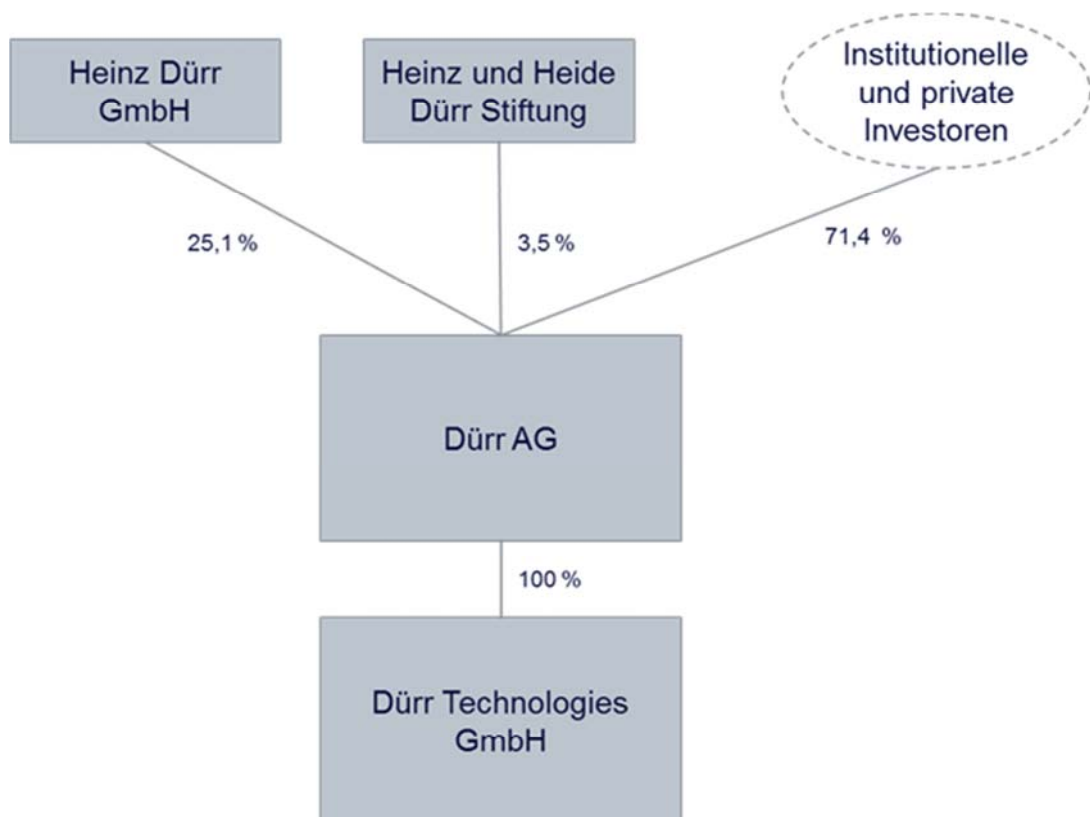 Heinz Dürr
GmbH
Heinz und Heide
Dürr Stiftung
Institutionelle
und private
Investoren
25,1 %
3,5 %
71,4 %
Dürr AG
100 %
Dürr Technologies
GmbH